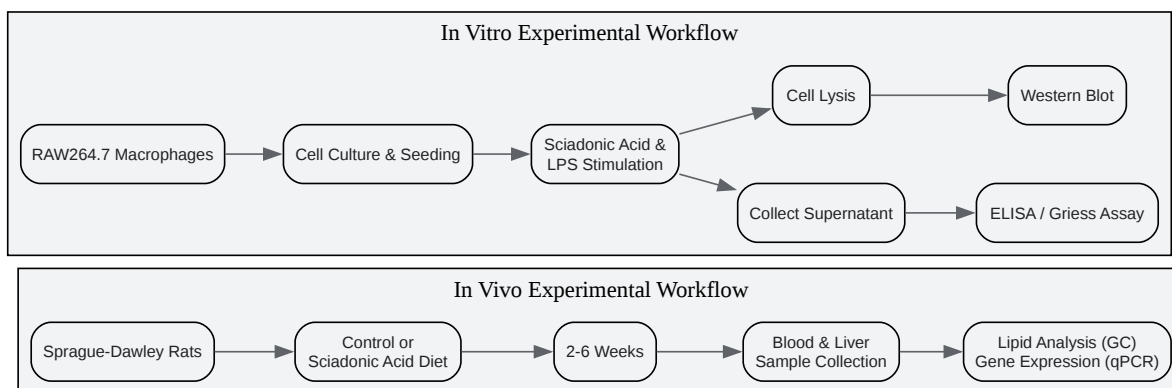 In Vitro Experimental Workflow
RAW264.7 Macrophages
Cell Culture & Seeding
Sciadonic Acid &
LPS Stimulation
Cell Lysis
Western Blot
Collect Supernatant
ELISA / Griess Assay
In Vivo Experimental Workflow
Sprague-Dawley Rats
Control or
Sciadonic Acid Diet
2-6 Weeks
Blood & Liver
Sample Collection
Lipid Analysis (GC)
Gene Expression (qPCR)